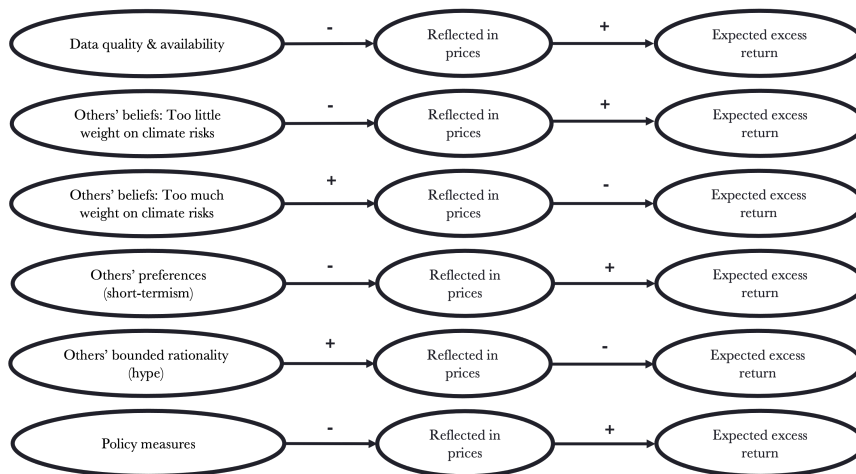 Data quality & availability
-
Reflected in
prices
+
Expected excess
return
Others' beliefs: Too little
weight on climate risks
-
Reflected in
prices
+
Expected excess
return
Others' beliefs: Too much
weight on climate risks
+
Reflected in
prices
-
Expected excess
return
Others' preferences
(short-termism)
-
Reflected in
prices
+
Expected excess
return
Others' bounded rationality
(hype)
+
Reflected in
prices
-
Expected excess
return
Policy measures
-
Reflected in
prices
+
Expected excess
return